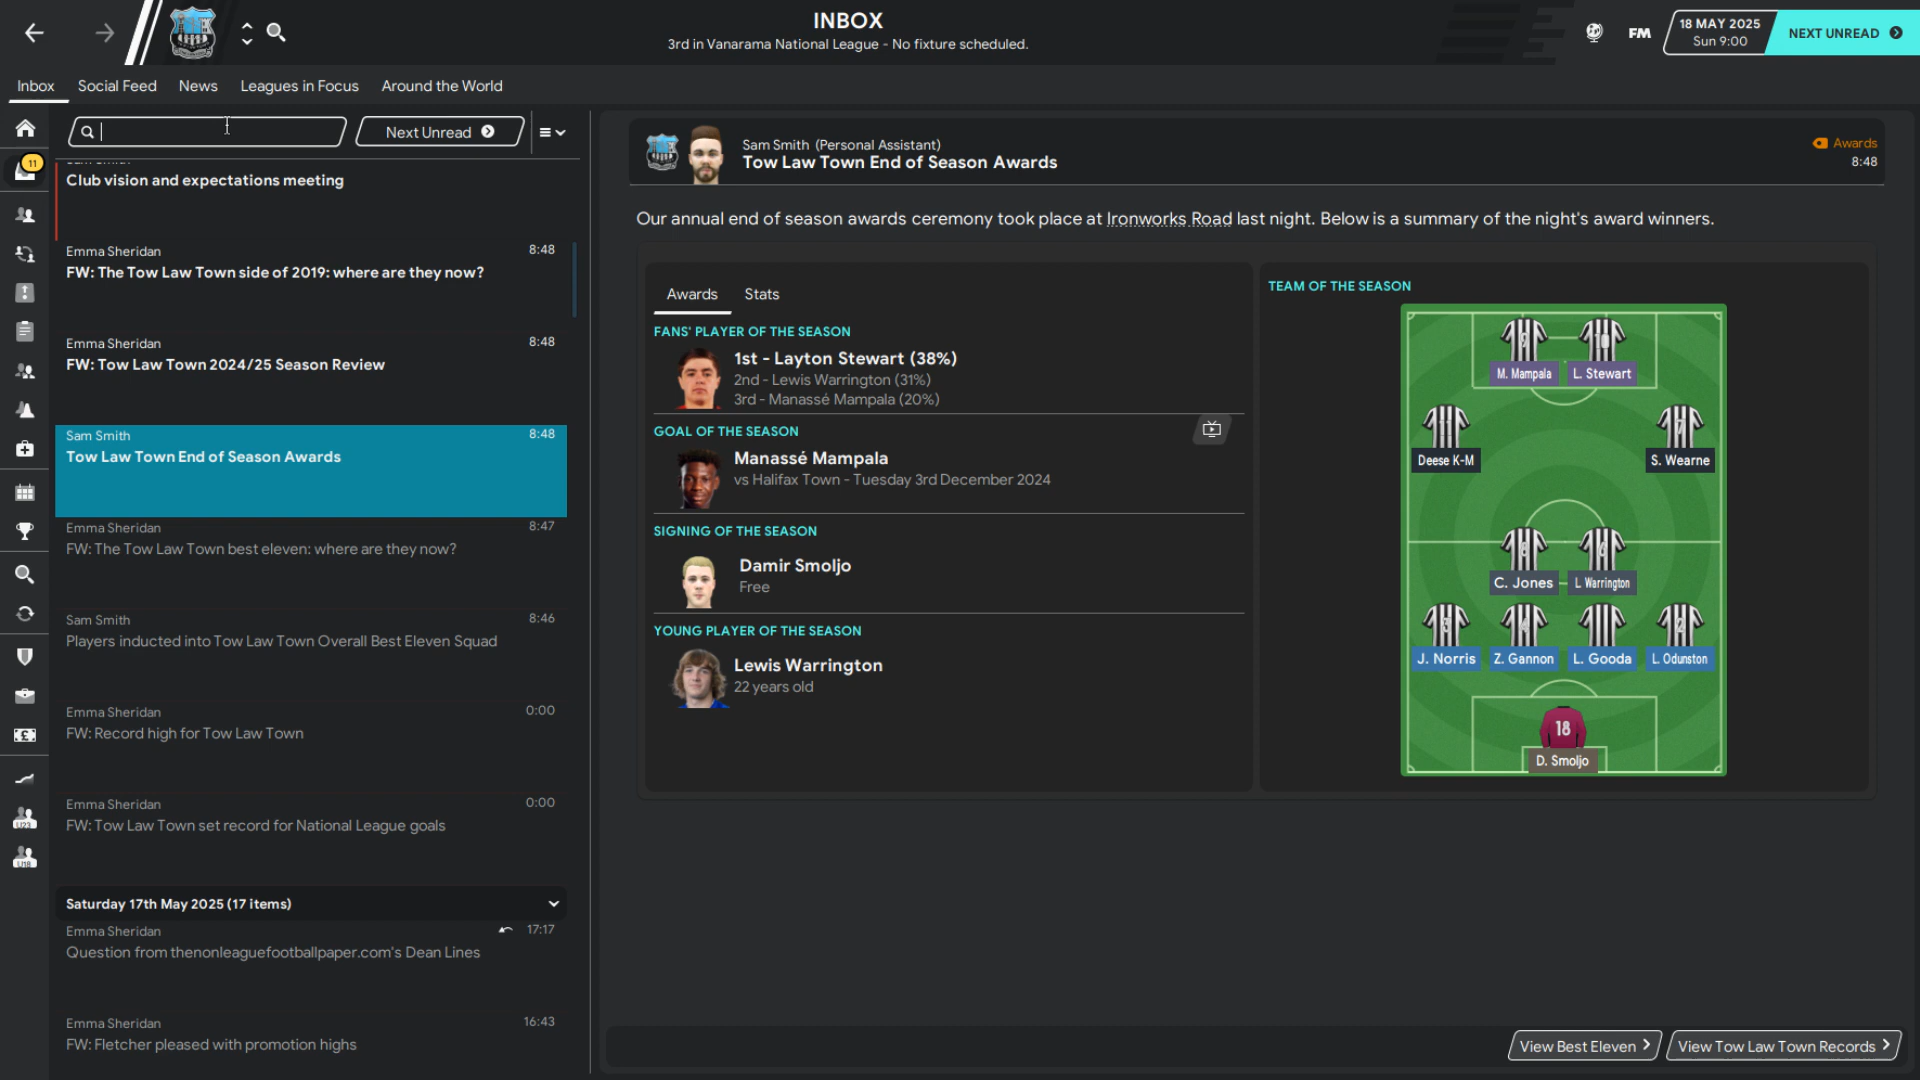 INBOX
3rd in Vanarama National League - No fixture scheduled.
FM
18 MAY 2025
Sun 9:00
NEXT UNREAD
Inbox
Social Feed
News
Leagues in Focus
Around the World
11
Next Unread
Club vision and expectations meeting
Emma Sheridan
8:48
FW: The Tow Law Town side of 2019: where are they now?
Emma Sheridan
8:48
FW: Tow Law Town 2024/25 Season Review
Sam Smith
8:48
Tow Law Town End of Season Awards
Emma Sheridan
8:47
FW: The Tow Law Town best eleven: where are they now?
Sam Smith
8:46
Players inducted into Tow Law Town Overall Best Eleven Squad
Emma Sheridan
0:00
FW: Record high for Tow Law Town
Emma Sheridan
0:00
FW: Tow Law Town set record for National League goals
Saturday 17th May 2025 (17 items)
Emma Sheridan
17:17
Question from thenonleaguefootballpaper.com's Dean Lines
Emma Sheridan
16:43
FW: Fletcher pleased with promotion highs
U23
U18
Sam Smith (Personal Assistant)
Tow Law Town End of Season Awards
Awards
8:48
Our annual end of season awards ceremony took place at Ironworks Road last night. Below is a summary of the night's award winners.
Awards
Stats
FANS' PLAYER OF THE SEASON
1st - Layton Stewart (38%)
2nd - Lewis Warrington (31%)
3rd - Manassé Mampala (20%)
GOAL OF THE SEASON
Manassé Mampala
vs Halifax Town - Tuesday 3rd December 2024
SIGNING OF THE SEASON
Damir Smoljo
Free
YOUNG PLAYER OF THE SEASON
Lewis Warrington
22 years old
TEAM OF THE SEASON
9
10
M. Mampala
L. Stewart
11
7
Deese K-M
S. Wearne
8
6
C. Jones
L. Warrington
3
4
2
J. Norris
Z. Gannon
L. Gooda
L. Odunston
18
D. Smoljo
View Best Eleven
View Tow Law Town Records